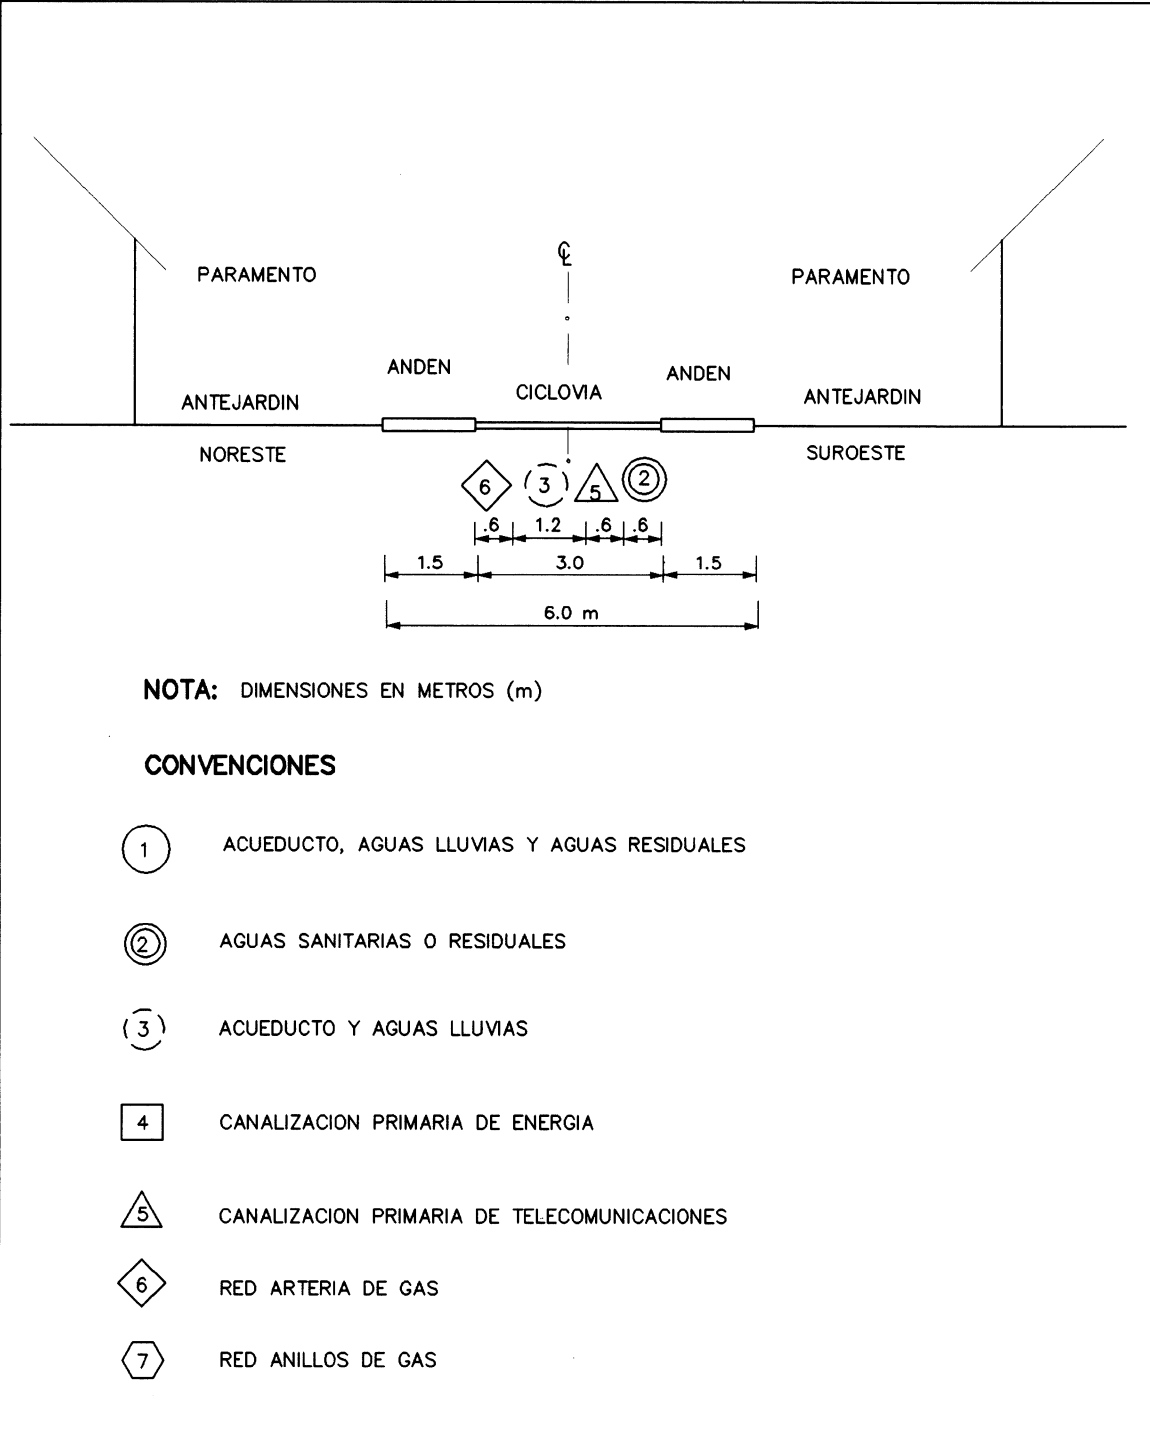 ℄
PARAMENTO
PARAMENTO
ANDEN
ANDEN
CICLOVIA
ANTEJARDIN
ANTEJARDIN
NORESTE
SUROESTE
6 3 5 2
.6 1.2 .6 .6
1.5 3.0 1.5
6.0 m
NOTA: DIMENSIONES EN METROS (m)
CONVENCIONES
1 ACUEDUCTO, AGUAS LLUVIAS Y AGUAS RESIDUALES
2 AGUAS SANITARIAS O RESIDUALES
3 ACUEDUCTO Y AGUAS LLUVIAS
4 CANALIZACION PRIMARIA DE ENERGIA
5 CANALIZACION PRIMARIA DE TELECOMUNICACIONES
6 RED ARTERIA DE GAS
7 RED ANILLOS DE GAS